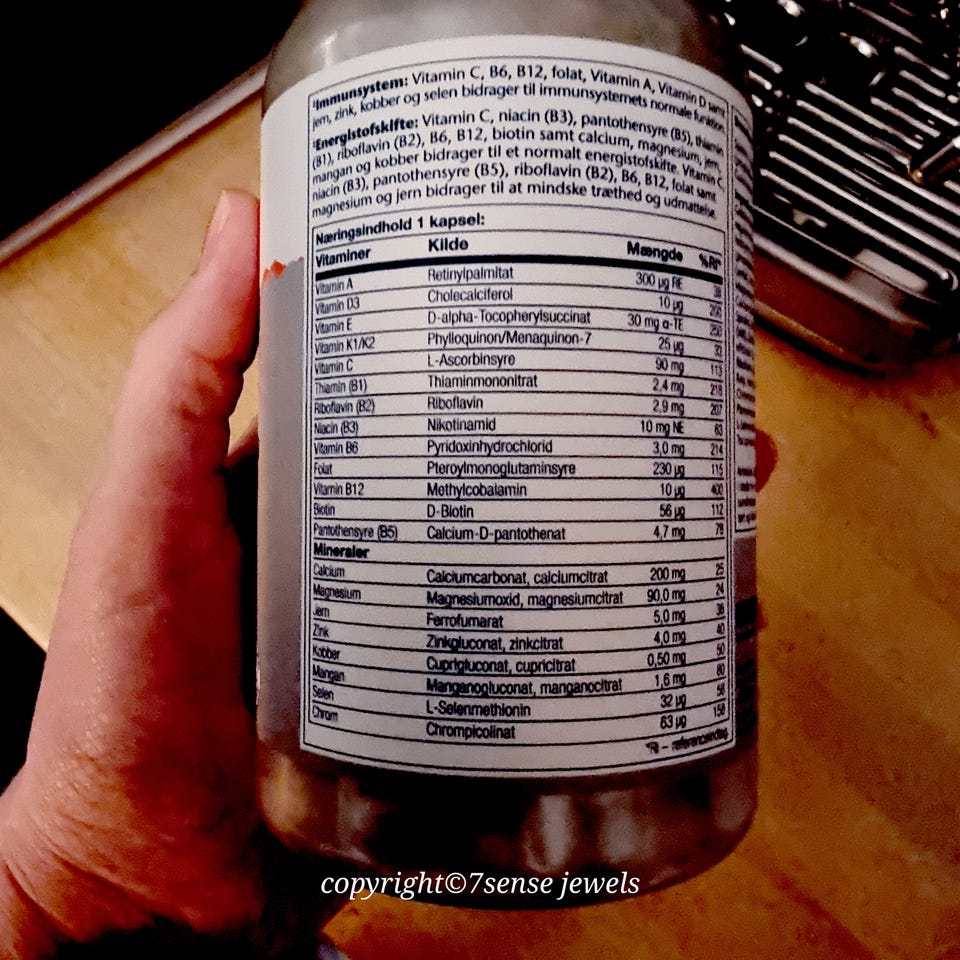 ¹Immunsystem: Vitamin C, B6, B12, folat, Vitamin A, Vitamin D samt
jern, zink, kobber og selen bidrager til immunsystemets normale funktion.
²Energistofskifte: Vitamin C, niacin (B3), pantothensyre (B5), thiamin
(B1), riboflavin (B2), B6, B12, biotin samt calcium, magnesium, jern,
mangan og kobber bidrager til et normalt energistofskifte. Vitamin C,
niacin (B3), pantothensyre (B5), riboflavin (B2), B6, B12, folat samt
magnesium og jern bidrager til at mindske træthed og udmattelse.
Næringsindhold 1 kapsel:
Vitaminer Kilde Mængde %RI*
Vitamin A Retinylpalmitat 300 µg RE 38
Vitamin D3 Cholecalciferol 10 µg 200
Vitamin E D-alpha-Tocopherylsuccinat 30 mg α-TE 250
Vitamin K1/K2 Phylloquinon/Menaquinon-7 25 µg 33
Vitamin C L-Ascorbinsyre 90 mg 113
Thiamin (B1) Thiaminmononitrat 2,4 mg 218
Riboflavin (B2) Riboflavin 2,9 mg 207
Niacin (B3) Nikotinamid 10 mg NE 63
Vitamin B6 Pyridoxinhydrochlorid 3,0 mg 214
Folat Pteroylmonoglutaminsyre 230 µg 115
Vitamin B12 Methylcobalamin 10 µg 400
Biotin D-Biotin 56 µg 112
Pantothensyre (B5) Calcium-D-pantothenat 4,7 mg 78
Mineraler
Calcium Calciumcarbonat, calciumcitrat 200 mg 25
Magnesium Magnesiumoxid, magnesiumcitrat 90,0 mg 24
Jern Ferrofumarat 5,0 mg 36
Zink Zinkgluconat, zinkcitrat 4,0 mg 40
Kobber Cuprigluconat, cupricitrat 0,50 mg 50
Mangan Manganogluconat, manganocitrat 1,6 mg 80
Selen L-Selenmethionin 32 µg 58
Chrom Chrompicolinat 63 µg 158
*RI – referenceindtag
copyright©7sense jewels